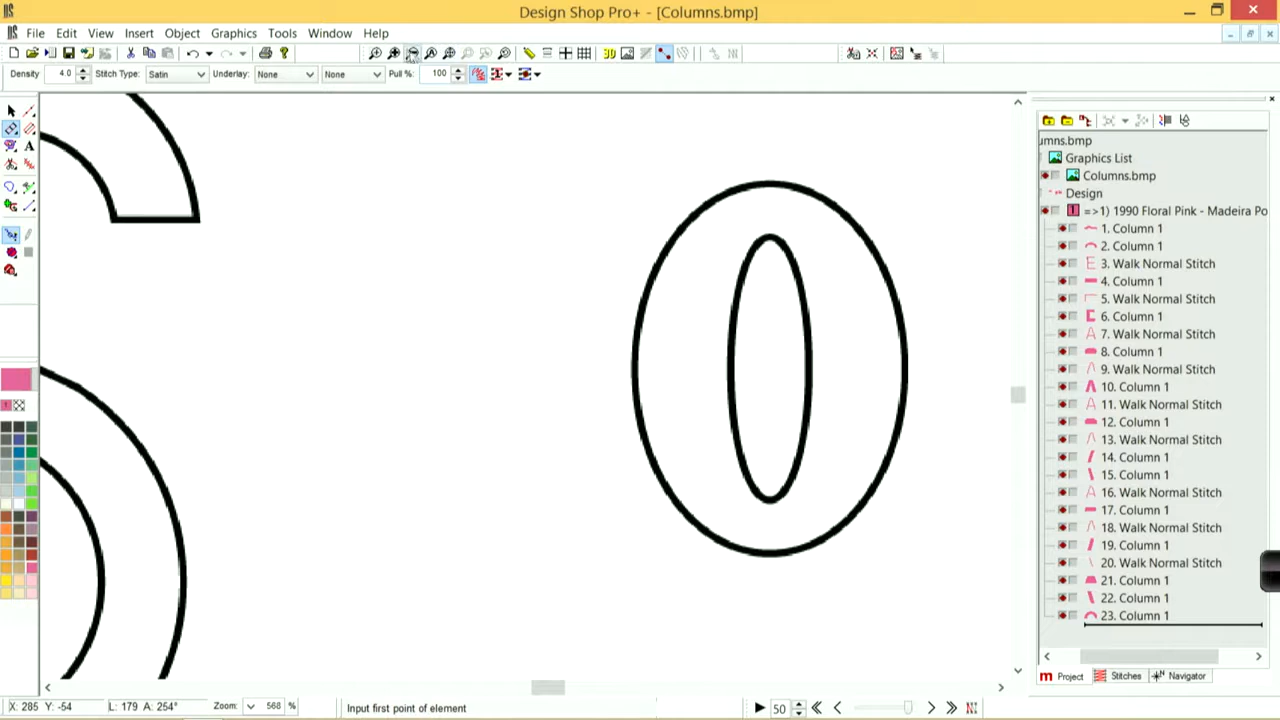 Design Shop Pro+ - [Columns.bmp]
File Edit View Insert Object Graphics Tools Window Help
3D
Density 4.0 Stitch Type: Satin Underlay: None... None... Pull %: 100
umns.bmp
Graphics List
Columns.bmp
Design
=>1) 1990 Floral Pink - Madeira Po
1. Column 1
2. Column 1
3. Walk Normal Stitch
4. Column 1
5. Walk Normal Stitch
6. Column 1
7. Walk Normal Stitch
8. Column 1
9. Walk Normal Stitch
10. Column 1
11. Walk Normal Stitch
12. Column 1
13. Walk Normal Stitch
14. Column 1
15. Column 1
16. Walk Normal Stitch
17. Column 1
18. Walk Normal Stitch
19. Column 1
20. Walk Normal Stitch
21. Column 1
22. Column 1
23. Column 1
Project Stitches Navigator
X: 285 Y: -54 L: 179 A: 254° Zoom: 568 % Input first point of element 50